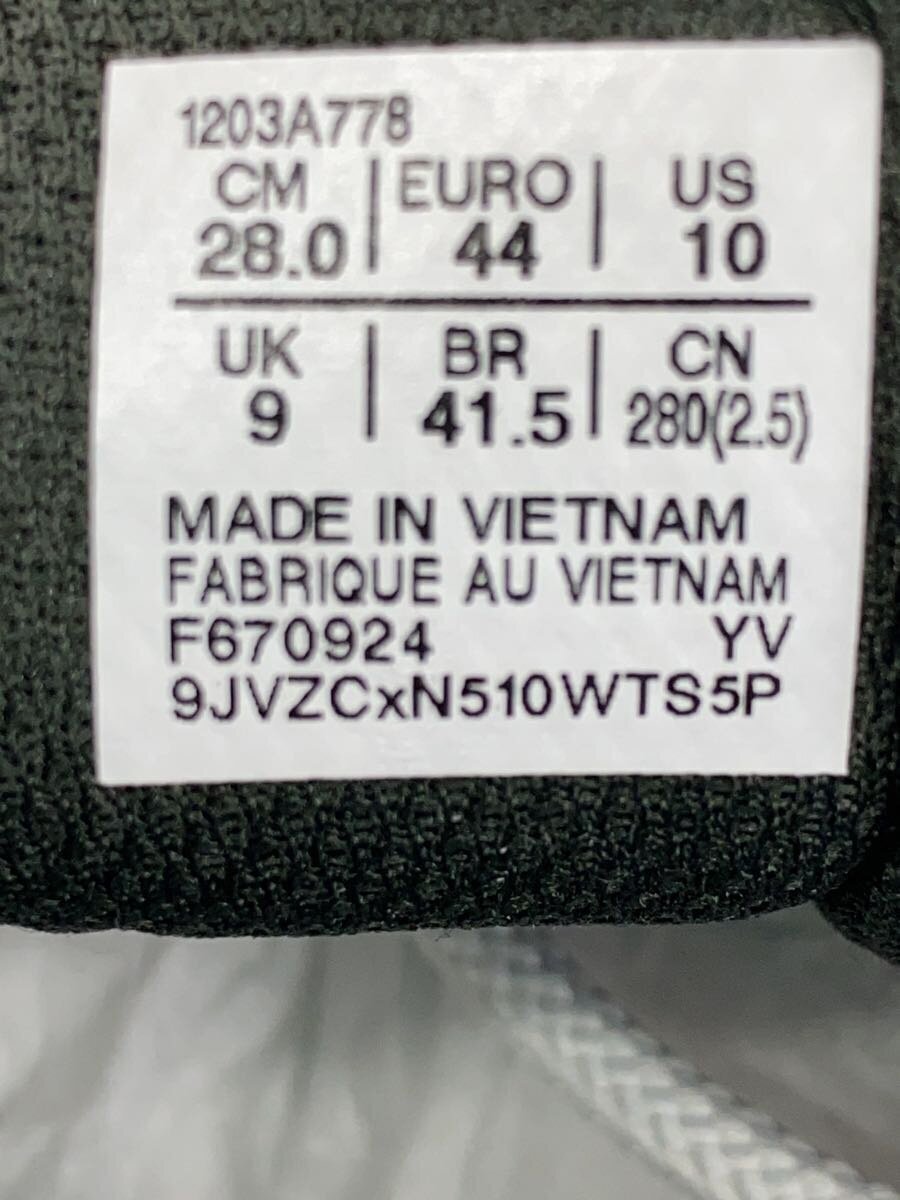 1203A778
CM | EURO | US
28.0 | 44 | 10
UK | BR | CN
9 | 41.5 | 280(2.5)
MADE IN VIETNAM
FABRIQUE AU VIETNAM
F670924 YV
9JVZCxN510WTS5P